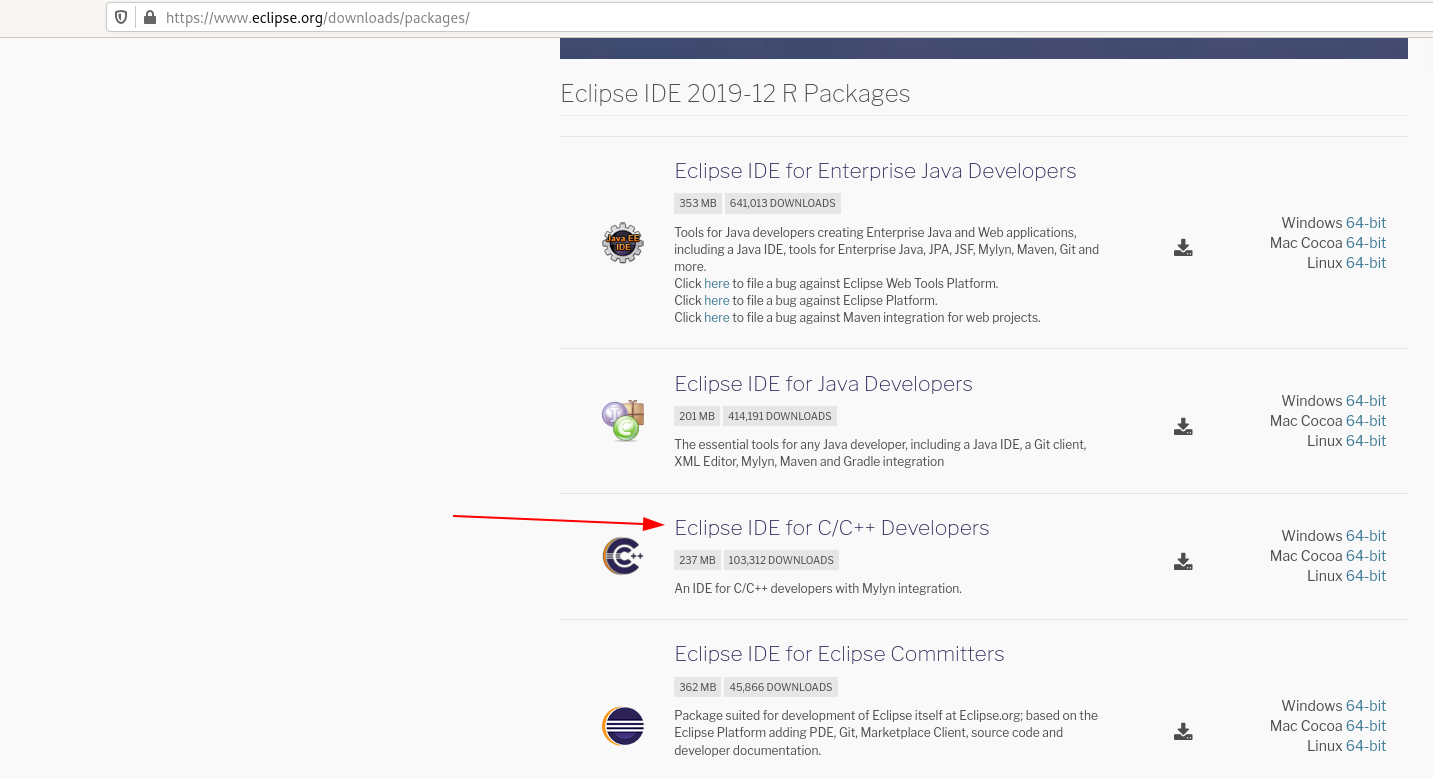 https://www.eclipse.org/downloads/packages/
Eclipse IDE 2019-12 R Packages
Eclipse IDE for Enterprise Java Developers
353 MB 641,013 DOWNLOADS
Java EE
IDE
Tools for Java developers creating Enterprise Java and Web applications,
including a Java IDE, tools for Enterprise Java, JPA, JSF, Mylyn, Maven, Git and
more.
Click here to file a bug against Eclipse Web Tools Platform.
Click here to file a bug against Eclipse Platform.
Click here to file a bug against Maven integration for web projects.
Windows 64-bit
Mac Cocoa 64-bit
Linux 64-bit
Eclipse IDE for Java Developers
201 MB 414,191 DOWNLOADS
The essential tools for any Java developer, including a Java IDE, a Git client,
XML Editor, Mylyn, Maven and Gradle integration
Windows 64-bit
Mac Cocoa 64-bit
Linux 64-bit
Eclipse IDE for C/C++ Developers
237 MB 103,312 DOWNLOADS
C++
An IDE for C/C++ developers with Mylyn integration.
Windows 64-bit
Mac Cocoa 64-bit
Linux 64-bit
Eclipse IDE for Eclipse Committers
362 MB 45,866 DOWNLOADS
Package suited for development of Eclipse itself at Eclipse.org; based on the
Eclipse Platform adding PDE, Git, Marketplace Client, source code and
developer documentation.
Windows 64-bit
Mac Cocoa 64-bit
Linux 64-bit